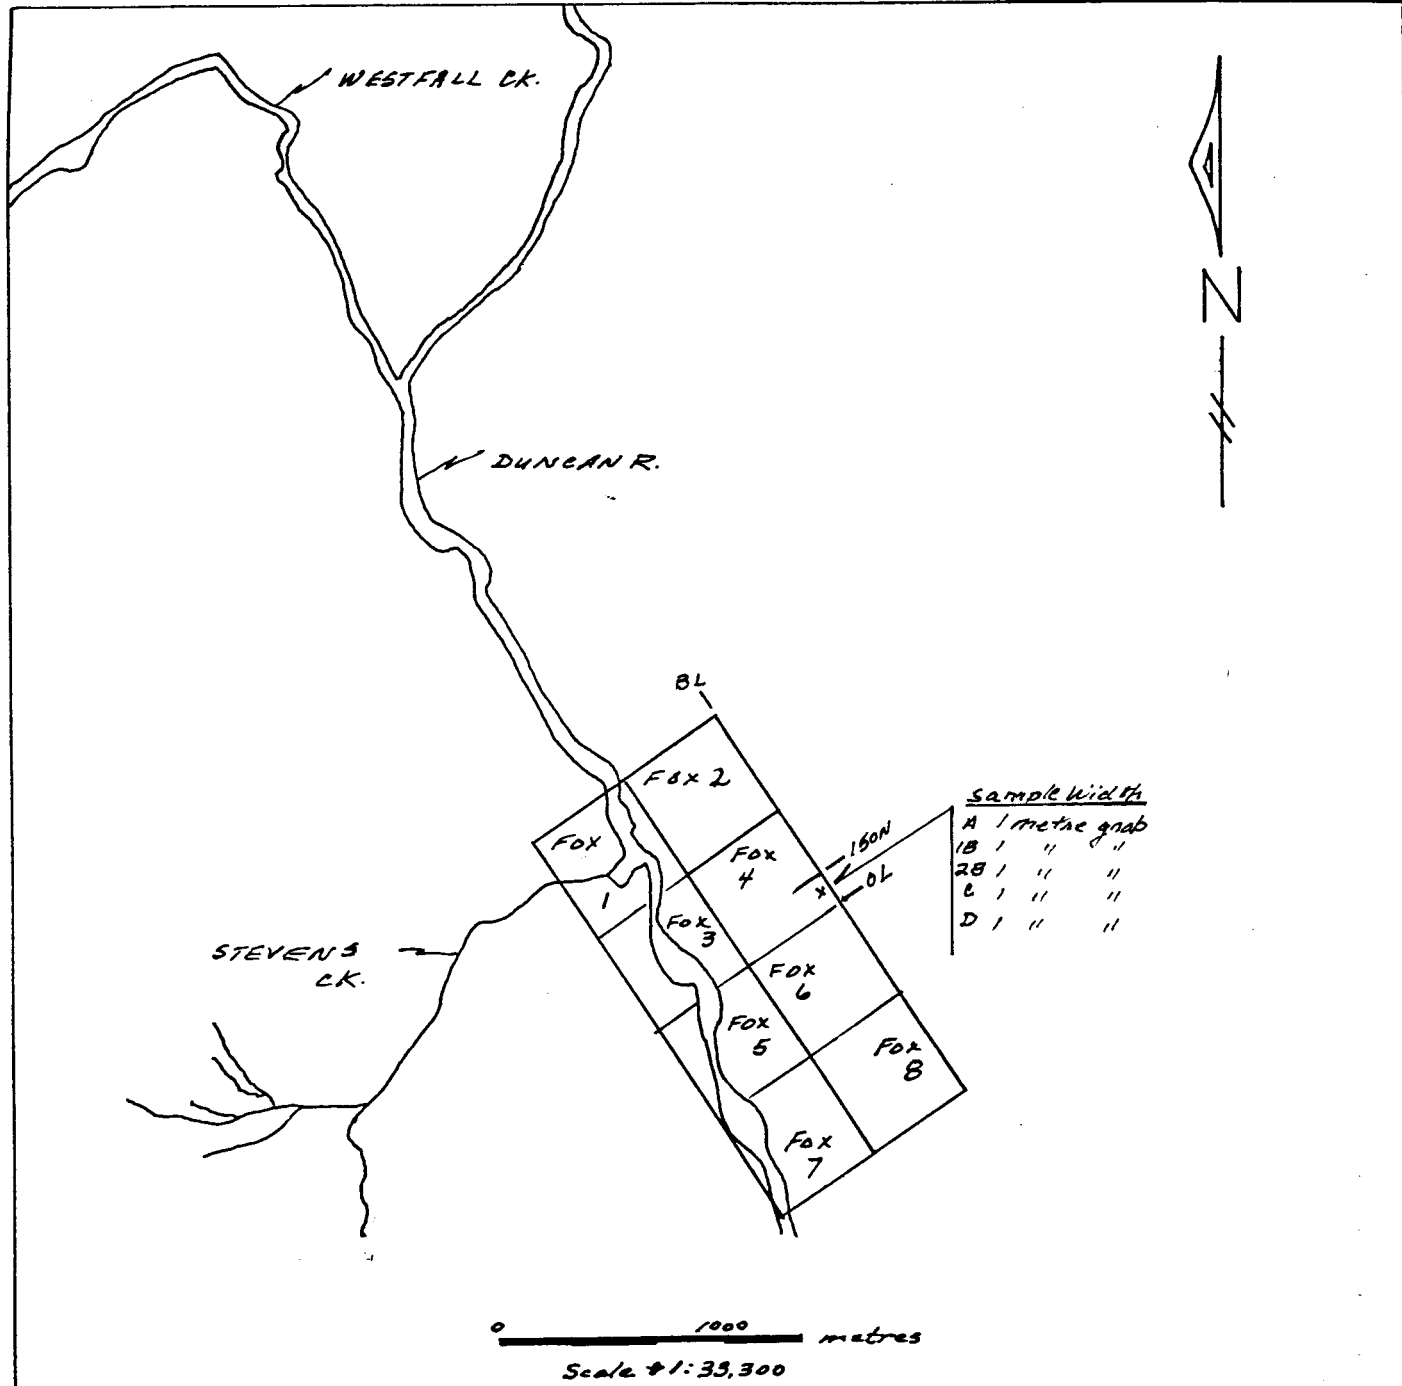 WESTFALL CK.
N
DUNCAN R.
BL
FOX 2
FOX
1
FOX
4
150N
0L
X
Sample Width
A 1 metre grab
1B 1 " "
2B 1 " "
C 1 " "
D 1 " "
FOX
3
STEVENS
CK.
FOX
6
FOX
5
FOX
8
FOX
7
0 1000 metres
Scale 1:33,300